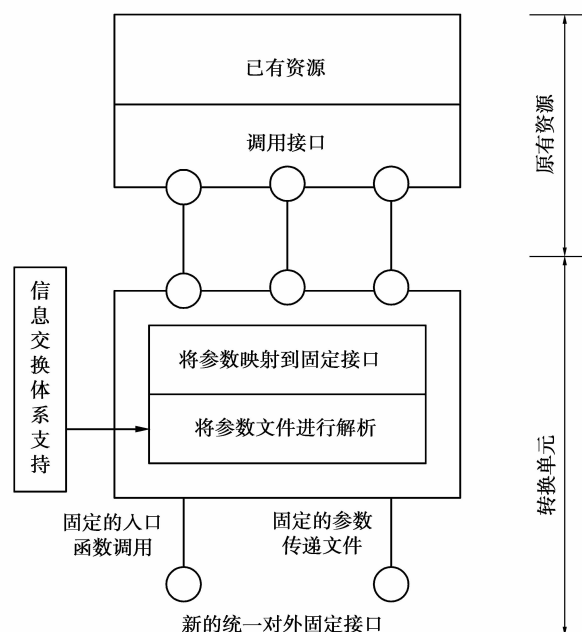 已有资源
调用接口
原有资源
信息交换体系支持
将参数映射到固定接口
将参数文件进行解析
转换单元
固定的入口
函数调用
固定的参数
传递文件
新的统一对外固定接口